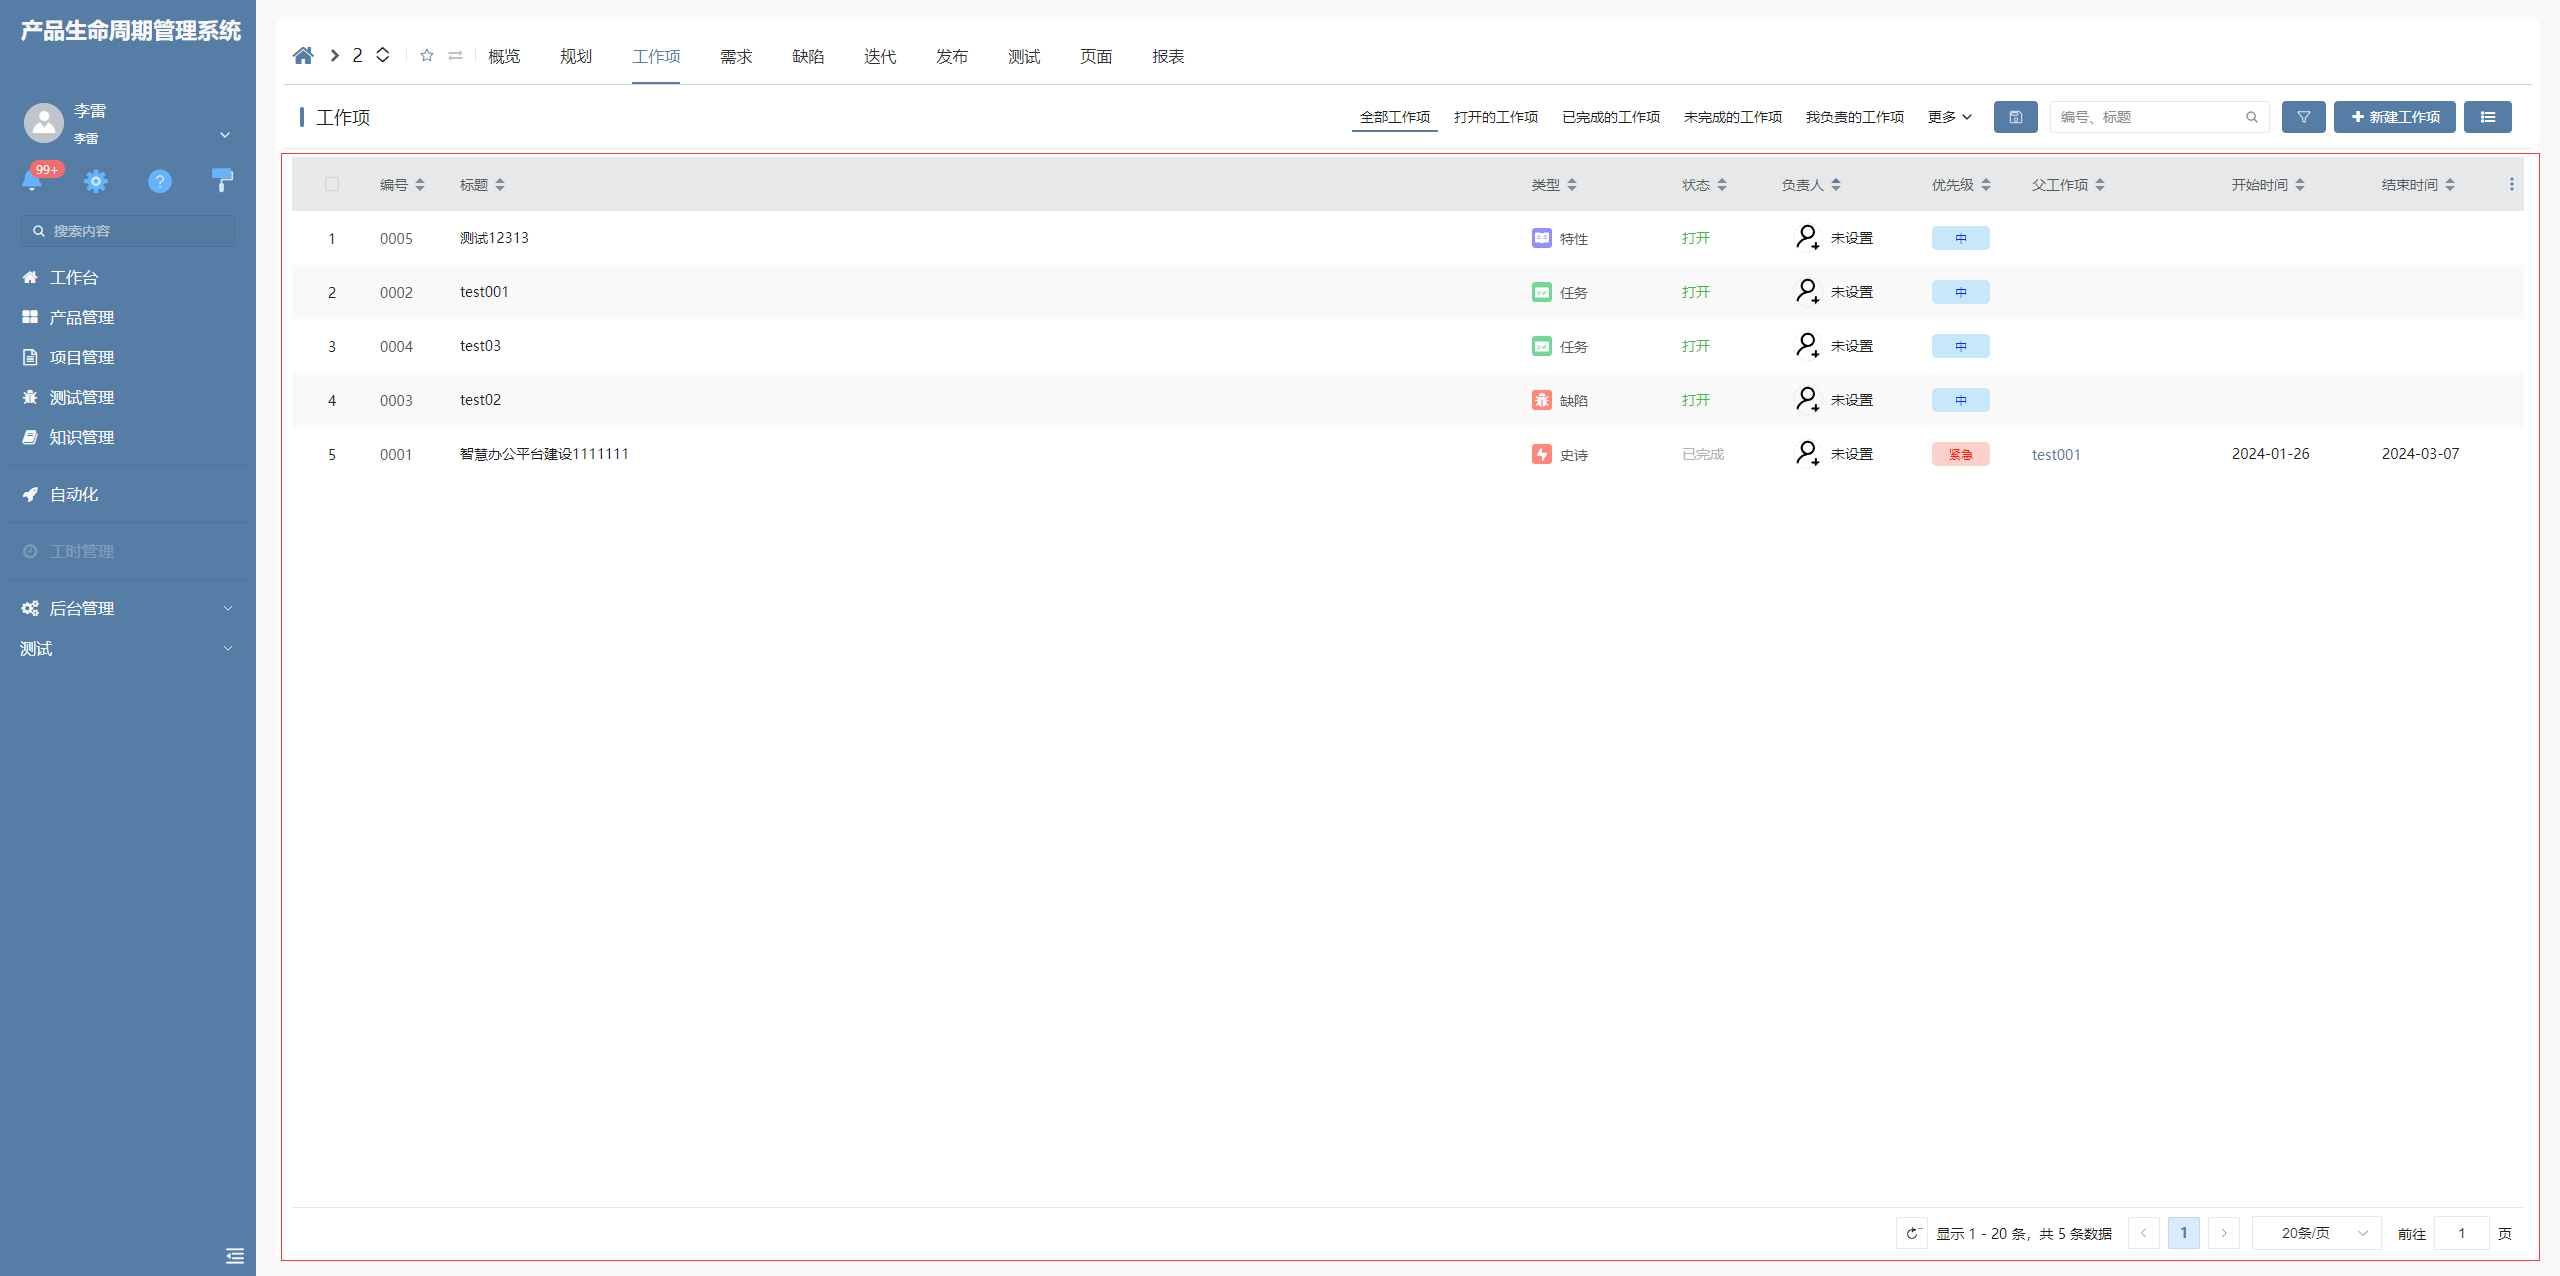 产品生命周期管理系统
李雷
李雷
99+
搜索内容
工作台
产品管理
项目管理
测试管理
知识管理
自动化
工时管理
后台管理
测试
2 概览 规划 工作项 需求 缺陷 迭代 发布 测试 页面 报表
工作项 全部工作项 打开的工作项 已完成的工作项 未完成的工作项 我负责的工作项 更多 编号、标题 新建工作项
编号 标题 类型 状态 负责人 优先级 父工作项 开始时间 结束时间
1 0005 测试12313 特性 打开 未设置 中
2 0002 test001 任务 打开 未设置 中
3 0004 test03 任务 打开 未设置 中
4 0003 test02 缺陷 打开 未设置 中
5 0001 智慧办公平台建设1111111 史诗 已完成 未设置 紧急 test001 2024-01-26 2024-03-07
显示 1 - 20 条，共 5 条数据 1 20条/页 前往 1 页